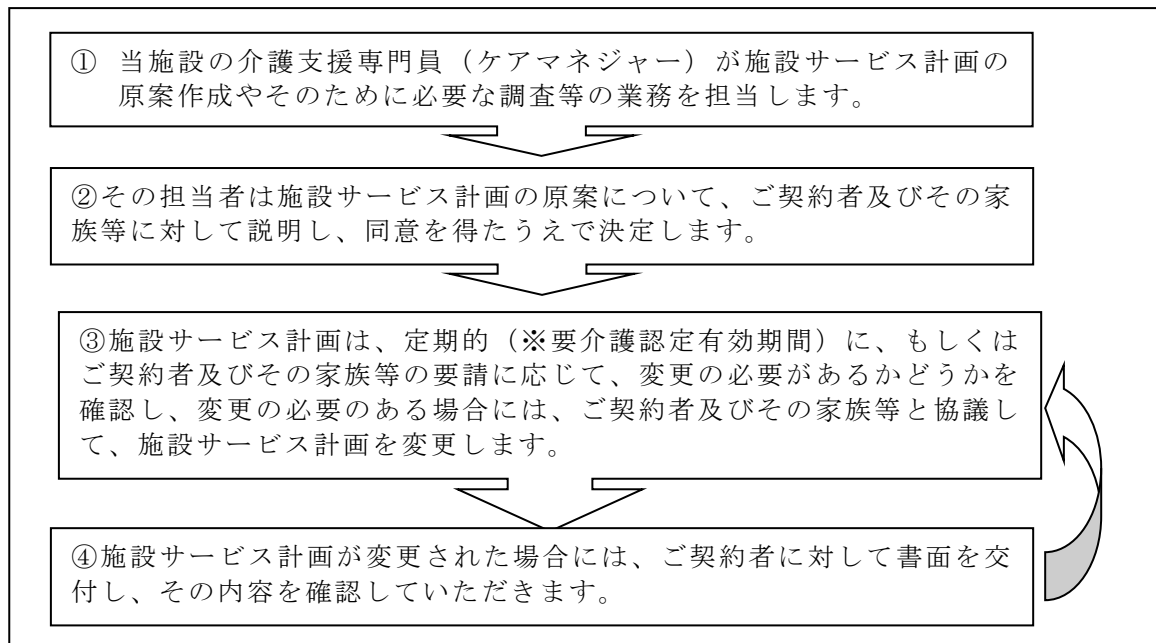 ① 当施設の介護支援専門員（ケアマネジャー）が施設サービス計画の
原案作成やそのために必要な調査等の業務を担当します。
②その担当者は施設サービス計画の原案について、ご契約者及びその家
族等に対して説明し、同意を得たうえで決定します。
③施設サービス計画は、定期的（※要介護認定有効期間）に、もしくは
ご契約者及びその家族等の要請に応じて、変更の必要があるかどうかを
確認し、変更の必要のある場合には、ご契約者及びその家族等と協議し
て、施設サービス計画を変更します。
④施設サービス計画が変更された場合には、ご契約者に対して書面を交
付し、その内容を確認していただきます。